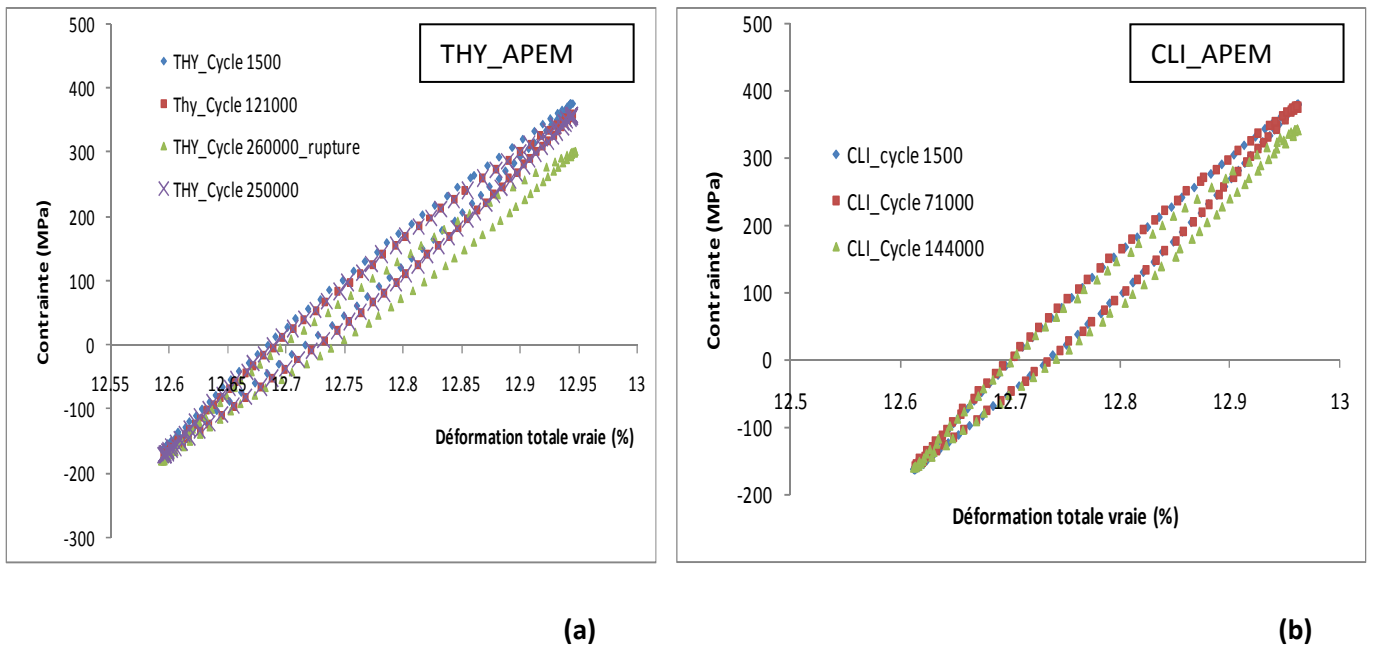 THY_APEM
500
400
300
200
100
0
-100
-200
-300
Contrainte (MPa)
THY_Cycle 1500
Thy_Cycle 121000
THY_Cycle 260000_rupture
THY_Cycle 250000
12.55 12.6 12.65 12.7 12.75 12.8 12.85 12.9 12.95 13
Déformation totale vraie (%)
(a)
CLI_APEM
500
400
300
200
100
0
-100
-200
Contrainte (MPa)
CLI_cycle 1500
CLI_Cycle 71000
CLI_Cycle 144000
12.5 12.6 12.7 12.8 12.9 13
Déformation totale vraie (%)
(b)